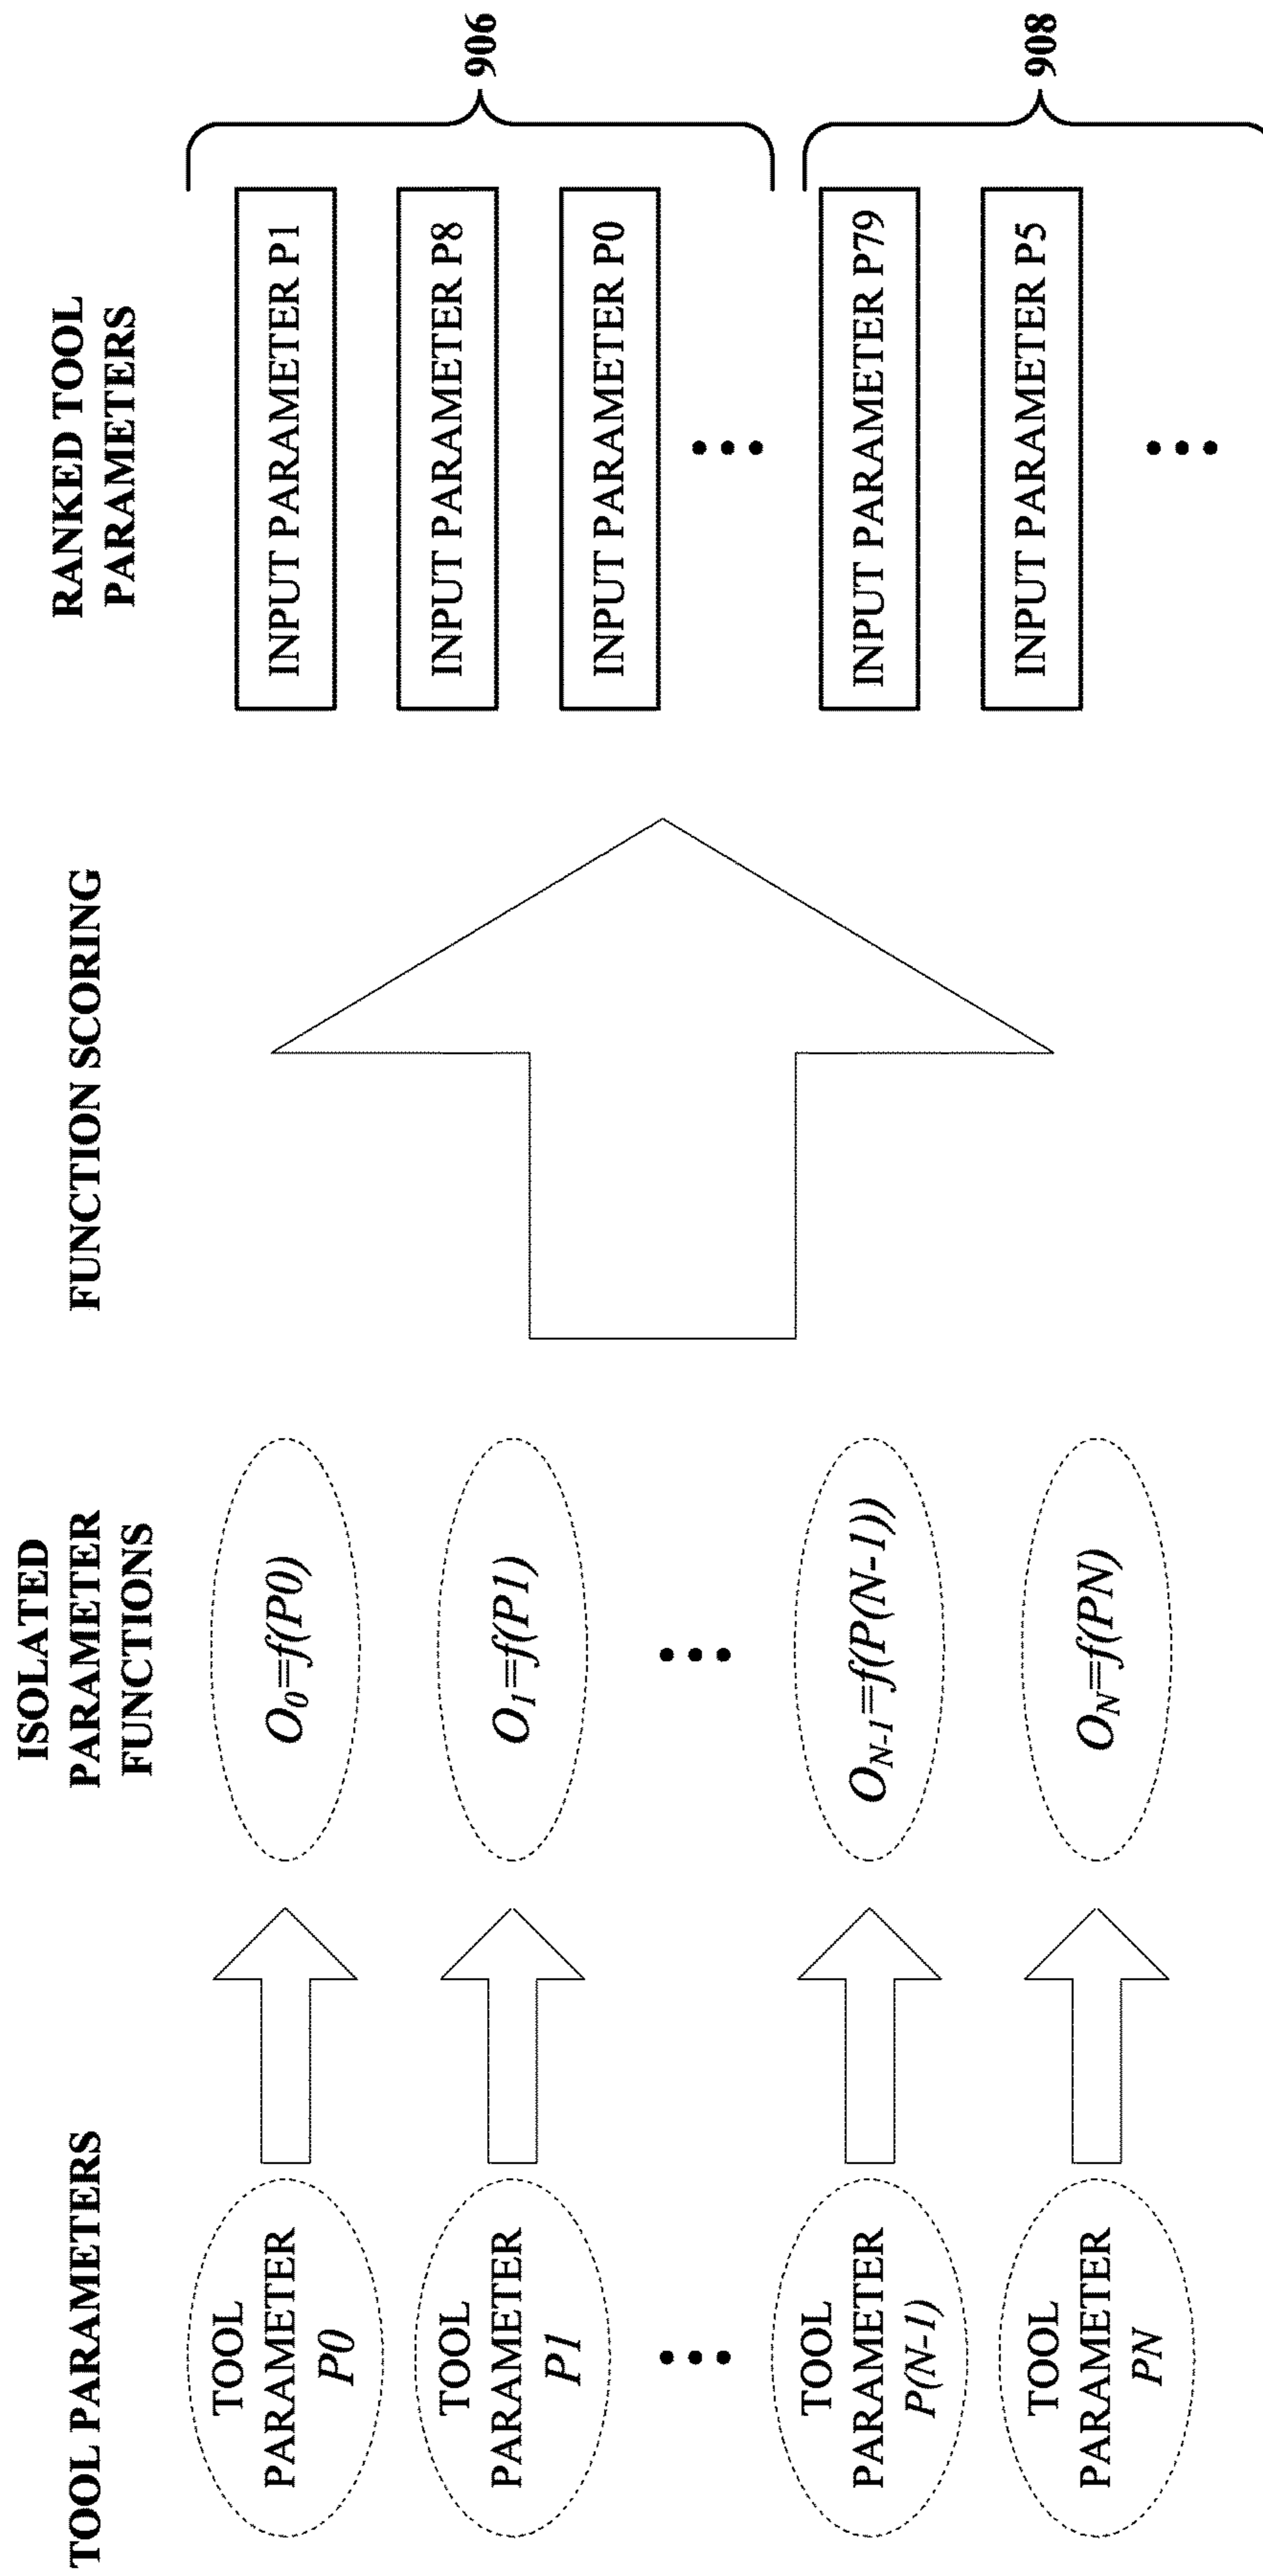 TOOL PARAMETERS
TOOL
PARAMETER
P0
TOOL
PARAMETER
P1
•••
TOOL
PARAMETER
P(N-1)
TOOL
PARAMETER
PN
ISOLATED
PARAMETER
FUNCTIONS
O₀=f(P0)
O₁=f(P1)
•••
O_{N-1}=f(P(N-1))
O_N=f(PN)
FUNCTION SCORING
RANKED TOOL
PARAMETERS
INPUT PARAMETER P1
INPUT PARAMETER P8
INPUT PARAMETER P0
•••
INPUT PARAMETER P79
INPUT PARAMETER P5
•••
906
908